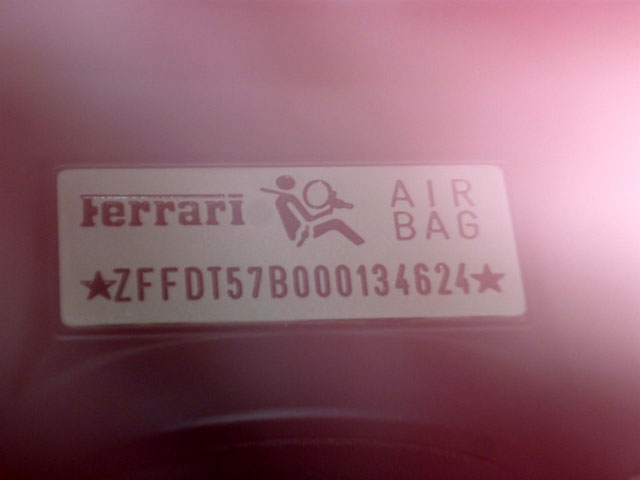 Ferrari
AIR
BAG
★ZFFDT57B000134624★